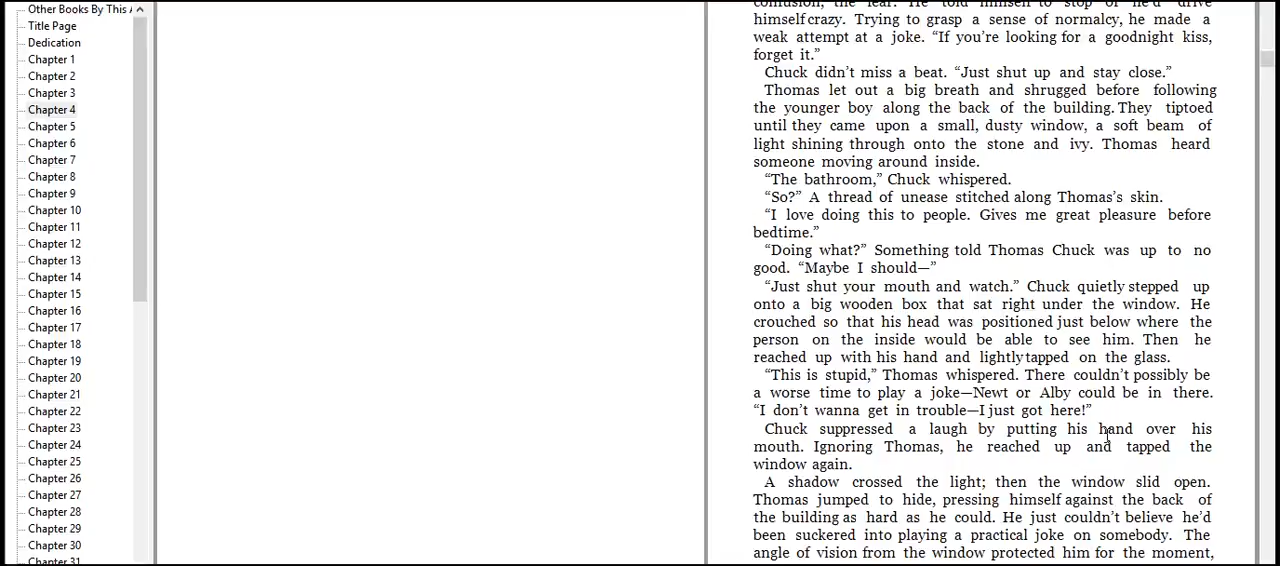 Other Books By This A
Title Page
Dedication
Chapter 1
Chapter 2
Chapter 3
Chapter 4
Chapter 5
Chapter 6
Chapter 7
Chapter 8
Chapter 9
Chapter 10
Chapter 11
Chapter 12
Chapter 13
Chapter 14
Chapter 15
Chapter 16
Chapter 17
Chapter 18
Chapter 19
Chapter 20
Chapter 21
Chapter 22
Chapter 23
Chapter 24
Chapter 25
Chapter 26
Chapter 27
Chapter 28
Chapter 29
Chapter 30
Chapter 31
confusion, the fear. He told himself to stop or he'd drive
himself crazy. Trying to grasp a sense of normalcy, he made a
weak attempt at a joke. “If you’re looking for a goodnight kiss,
forget it.”
Chuck didn’t miss a beat. “Just shut up and stay close.”
Thomas let out a big breath and shrugged before following
the younger boy along the back of the building. They tiptoed
until they came upon a small, dusty window, a soft beam of
light shining through onto the stone and ivy. Thomas heard
someone moving around inside.
“The bathroom,” Chuck whispered.
“So?” A thread of unease stitched along Thomas’s skin.
“I love doing this to people. Gives me great pleasure before
bedtime.”
“Doing what?” Something told Thomas Chuck was up to no
good. “Maybe I should—”
“Just shut your mouth and watch.” Chuck quietly stepped up
onto a big wooden box that sat right under the window. He
crouched so that his head was positioned just below where the
person on the inside would be able to see him. Then he
reached up with his hand and lightly tapped on the glass.
“This is stupid,” Thomas whispered. There couldn’t possibly be
a worse time to play a joke—Newt or Alby could be in there.
“I don’t wanna get in trouble—I just got here!”
Chuck suppressed a laugh by putting his hand over his
mouth. Ignoring Thomas, he reached up and tapped the
window again.
A shadow crossed the light; then the window slid open.
Thomas jumped to hide, pressing himself against the back of
the building as hard as he could. He just couldn’t believe he’d
been suckered into playing a practical joke on somebody. The
angle of vision from the window protected him for the moment,